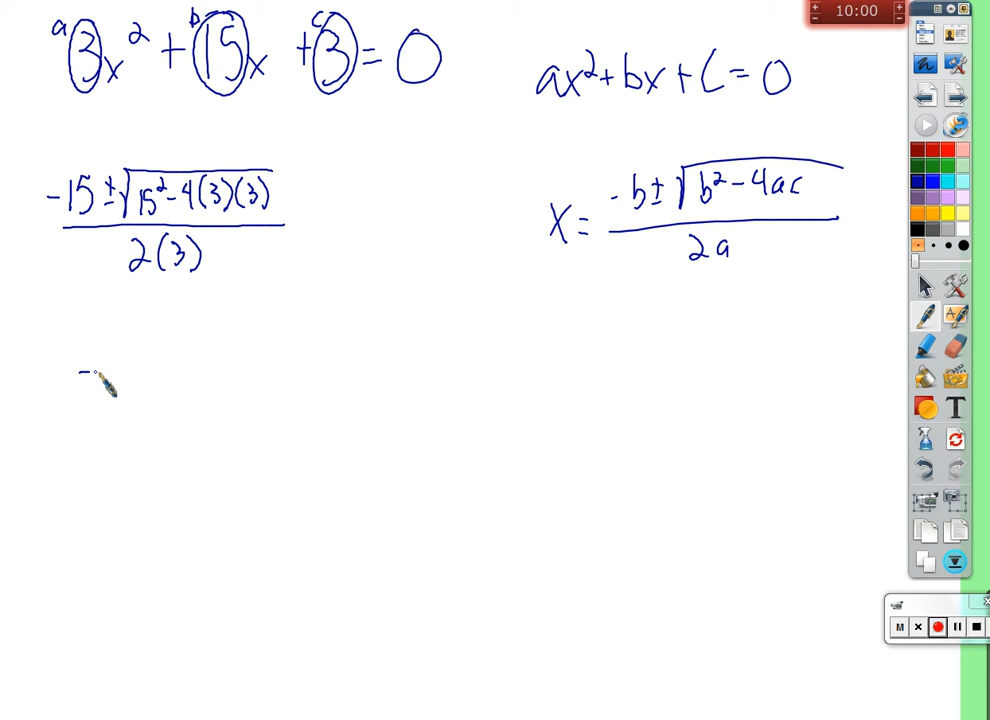 a b c
3x² + 15x + 3 = 0
ax² + bx + c = 0
-15 ± √15² - 4(3)(3)
2(3)
x = -b ± √b² - 4ac
2a
-
10:00
M
T
A